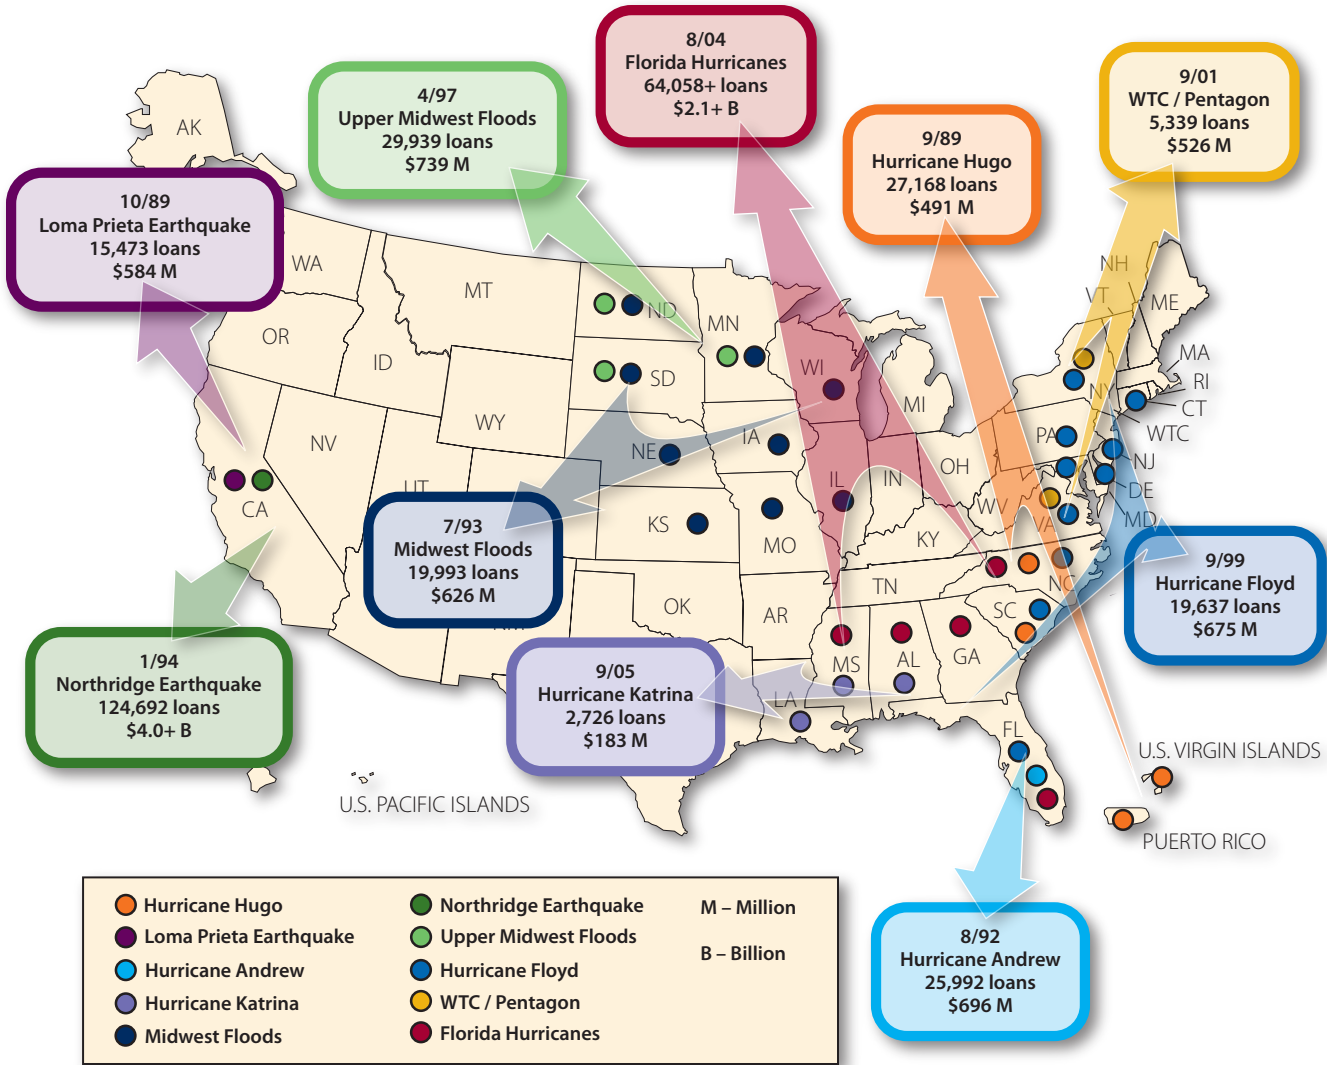 8/04
Florida Hurricanes
64,058+ loans
$2.1+ B
9/01
WTC / Pentagon
5,339 loans
$526 M
4/97
Upper Midwest Floods
29,939 loans
$739 M
9/89
Hurricane Hugo
27,168 loans
$491 M
10/89
Loma Prieta Earthquake
15,473 loans
$584 M
AK
WA
MT
ND
MN
NH
VT
ME
OR
ID
SD
WI
MI
NY
MA
RI
CT
WTC
WY
NV
NE
IA
PA
NJ
UT
IL
IN
OH
DE
CA
KS
MO
WV
VA
MD
KY
7/93
Midwest Floods
19,993 loans
$626 M
9/99
Hurricane Floyd
19,637 loans
$675 M
TN
NC
OK
AR
SC
NM
MS
AL
GA
1/94
Northridge Earthquake
124,692 loans
$4.0+ B
9/05
Hurricane Katrina
2,726 loans
$183 M
LA
FL
U.S. VIRGIN ISLANDS
U.S. PACIFIC ISLANDS
PUERTO RICO
8/92
Hurricane Andrew
25,992 loans
$696 M
Hurricane Hugo
Loma Prieta Earthquake
Hurricane Andrew
Hurricane Katrina
Midwest Floods
Northridge Earthquake
Upper Midwest Floods
Hurricane Floyd
WTC / Pentagon
Florida Hurricanes
M – Million
B – Billion